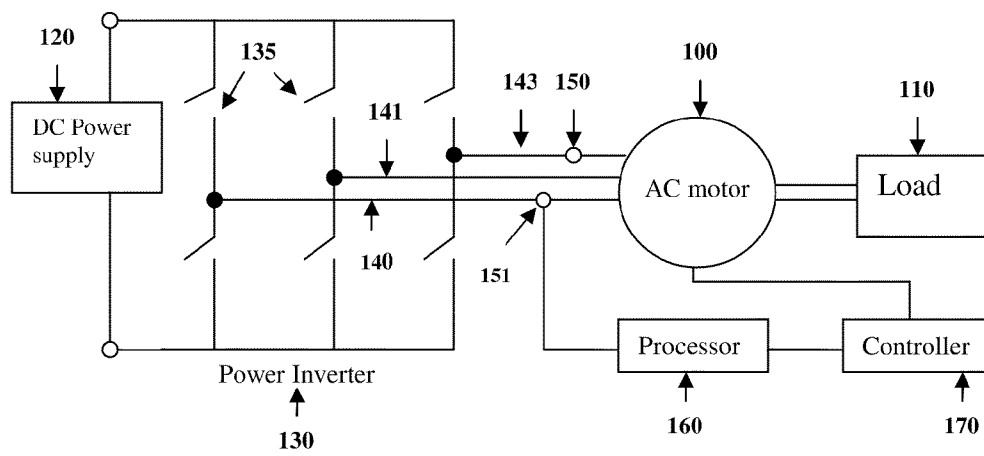 120
135
100
143
150
110
141
DC Power
supply
AC motor
Load
140
151
Processor
Controller
Power Inverter
130
160
170